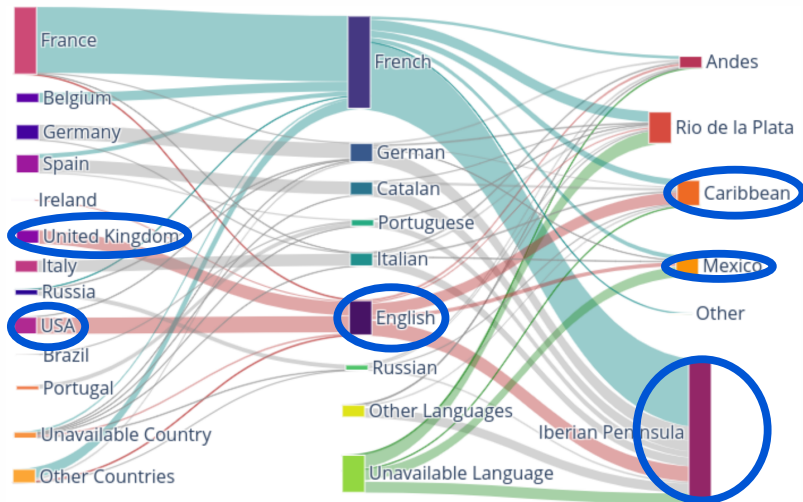 France
Belgium
Germany
Spain
Ireland
United Kingdom
Italy
Russia
USA
Brazil
Portugal
Unavailable Country
Other Countries
French
German
Catalan
Portuguese
Italian
English
Russian
Other Languages
Unavailable Language
Andes
Rio de la Plata
Caribbean
Mexico
Other
Iberian Peninsula